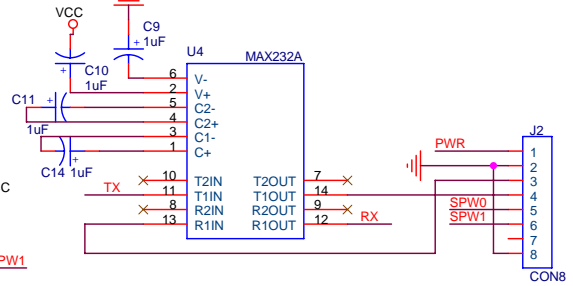 VCC
C9
1uF
U4
MAX232A
C10
1uF
C11
1uF
C14 1uF
6 V-
2 V+
5 C2-
4 C2+
3 C1-
1 C+
10 T2IN T2OUT 7
TX 11 T1IN T1OUT 14
8 R2IN R2OUT 9
13 R1IN R1OUT 12 RX
J2
PWR 1
2
3
4
SPW0 5
SPW1 6
7
8
CON8
C
PW1